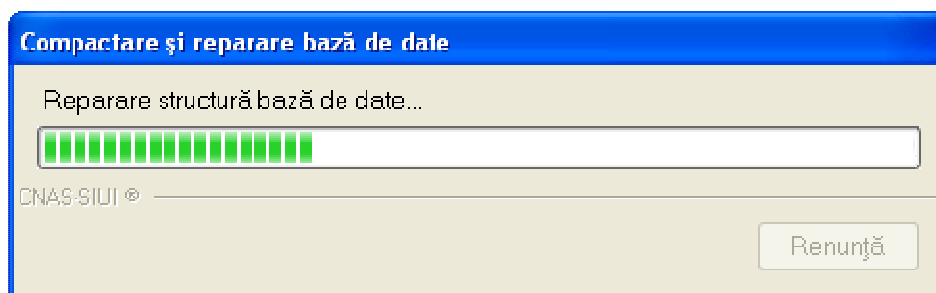 Compactare şi reparare bază de date
Reparare structură bază de date...
CNAS-SIUI ®
Renunţă